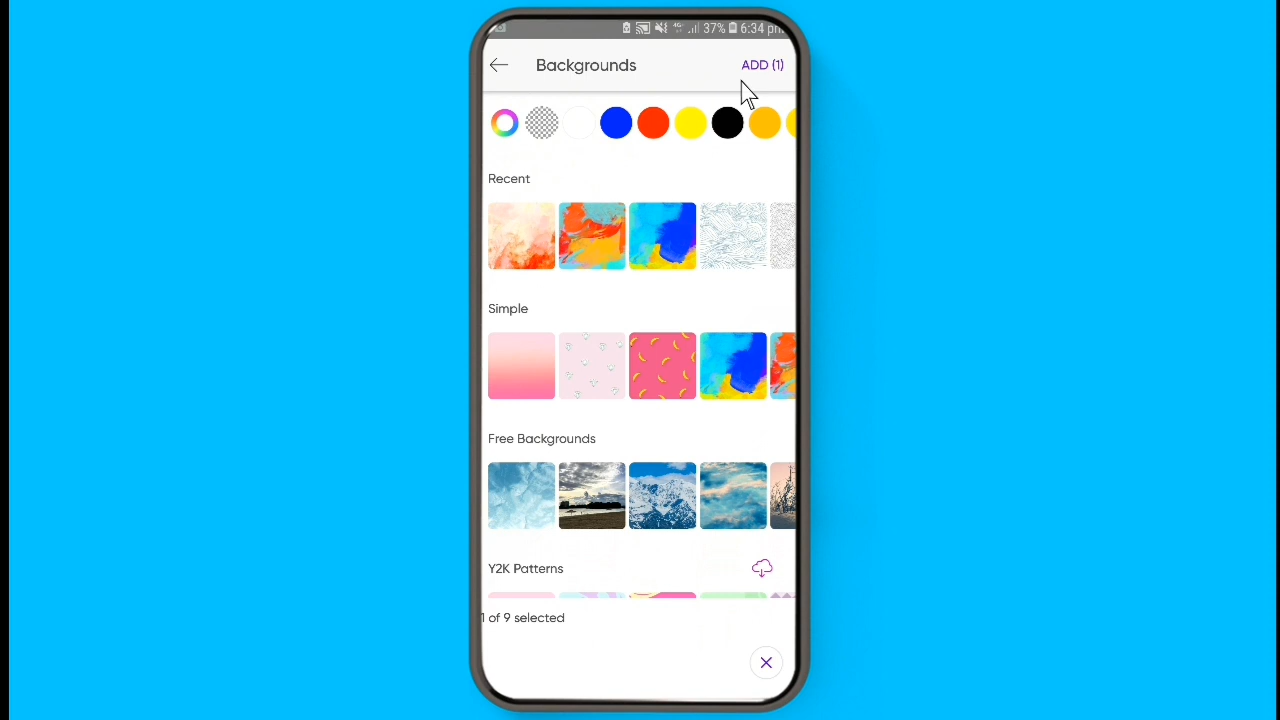 37% 6:34 pm
Backgrounds
ADD (1)
Recent
Simple
Free Backgrounds
Y2K Patterns
1 of 9 selected